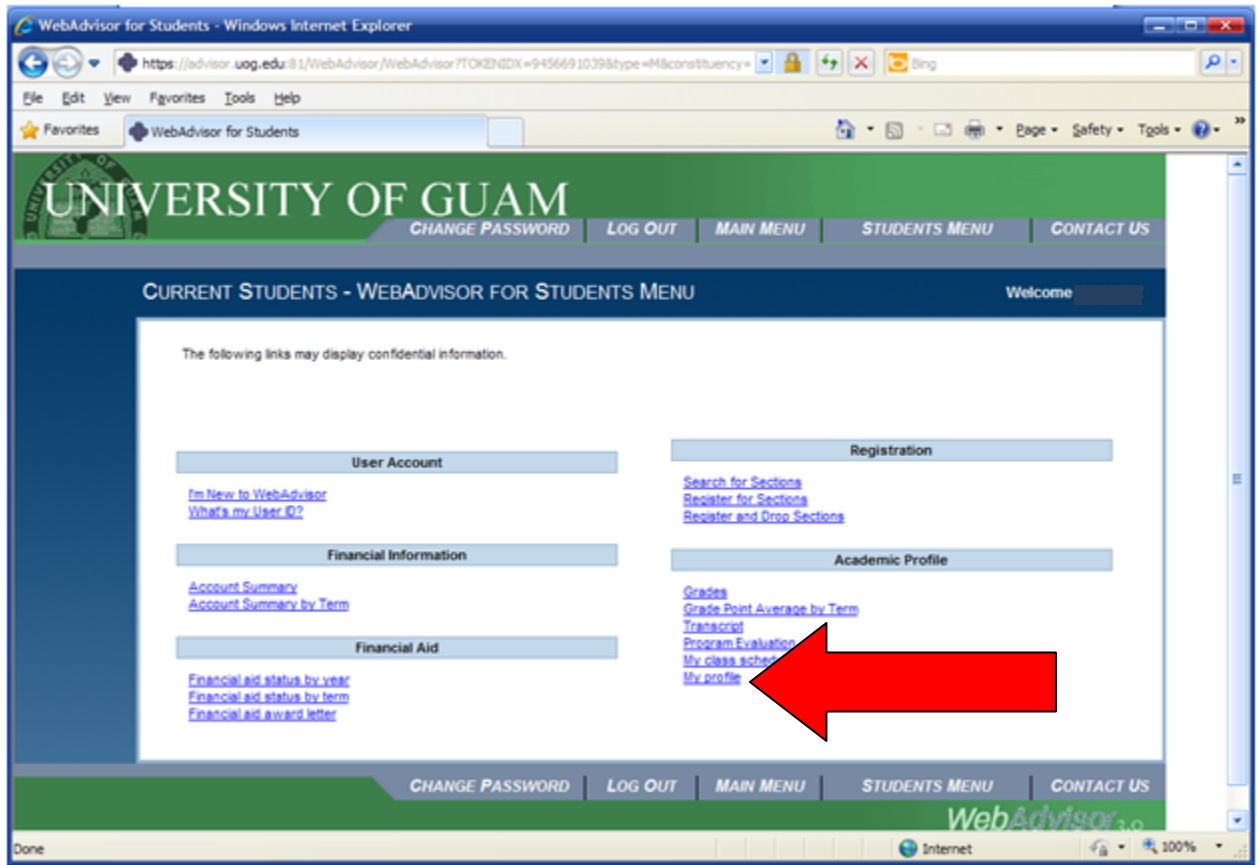 WebAdvisor for Students - Windows Internet Explorer
https://advisor.uog.edu:81/WebAdvisor/WebAdvisor?TOKENIDX=9456691039&type=M&constituency=
Bing
File Edit View Favorites Tools Help
Favorites WebAdvisor for Students Page Safety Tools
UNIVERSITY OF GUAM
UNIVERSITY OF GUAM
CHANGE PASSWORD LOG OUT MAIN MENU STUDENTS MENU CONTACT US
CURRENT STUDENTS - WEBADVISOR FOR STUDENTS MENU Welcome
The following links may display confidential information.
User Account
I'm New to WebAdvisor
What's my User ID?
Financial Information
Account Summary
Account Summary by Term
Financial Aid
Financial aid status by year
Financial aid status by term
Financial aid award letter
Registration
Search for Sections
Register for Sections
Register and Drop Sections
Academic Profile
Grades
Grade Point Average by Term
Transcript
Program Evaluation
My class sched
My profile
CHANGE PASSWORD LOG OUT MAIN MENU STUDENTS MENU CONTACT US
WebAdvisor 3.0
Done Internet 100%